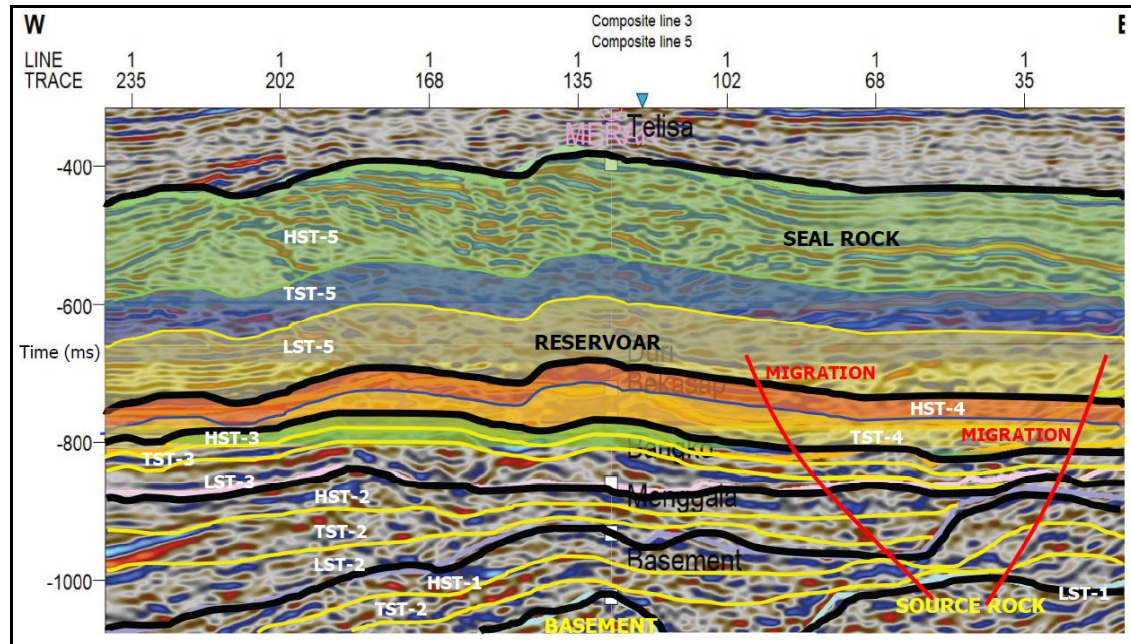 W
Composite line 3
Composite line 5
E
LINE 1 1 1 1 1 1 1
TRACE 235 202 168 135 102 68 35
Telisa
-400
HST-5
SEAL ROCK
TST-5
-600
Time (ms)
LST-5
RESERVOAR
Duri
MIGRATION
Bekasap
HST-4
-800
HST-3
TST-4
MIGRATION
Bangko
TST-3
LST-3
HST-2
Menggala
TST-2
LST-2
Basement
-1000
HST-1
LST-1
TST-2
SOURCE ROCK
BASEMENT